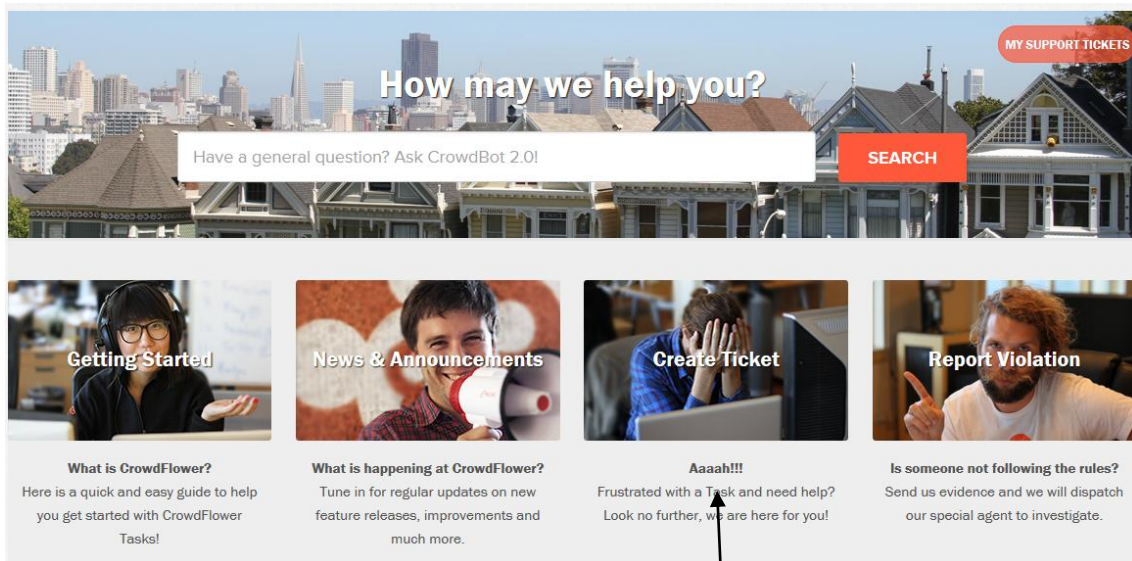 MY SUPPORT TICKETS
How may we help you?
Have a general question? Ask CrowdBot 2.0!
SEARCH
Getting Started
News & Announcements
Create Ticket
Report Violation
What is CrowdFlower?
Here is a quick and easy guide to help
you get started with CrowdFlower
Tasks!
What is happening at CrowdFlower?
Tune in for regular updates on new
feature releases, improvements and
much more.
Aaaah!!!
Frustrated with a Task and need help?
Look no further, we are here for you!
Is someone not following the rules?
Send us evidence and we will dispatch
our special agent to investigate.